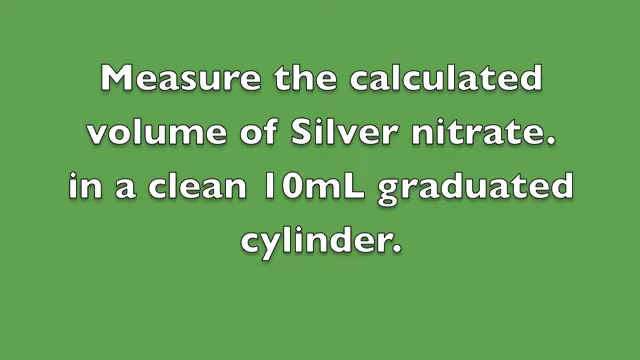 Measure the calculated
volume of Silver nitrate.
in a clean 10mL graduated
cylinder.